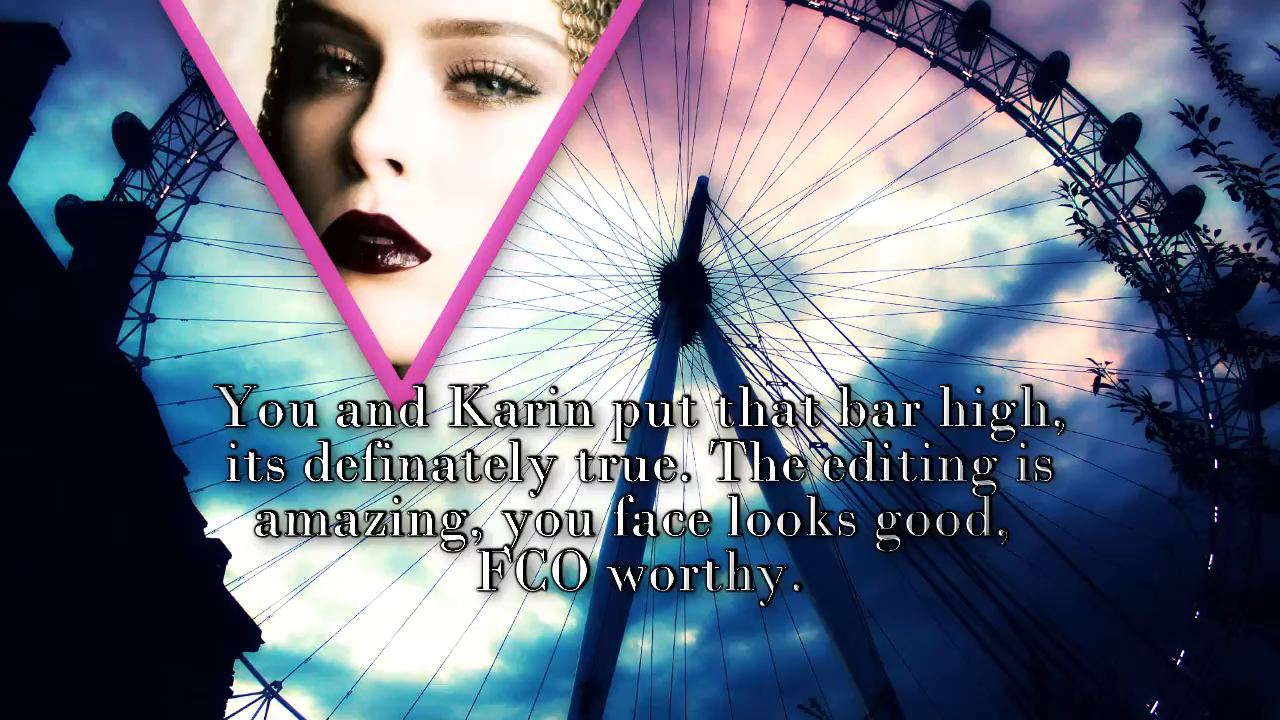 You and Karin put that bar high,
its definately true. The editing is
amazing, you face looks good,
FCO worthy.